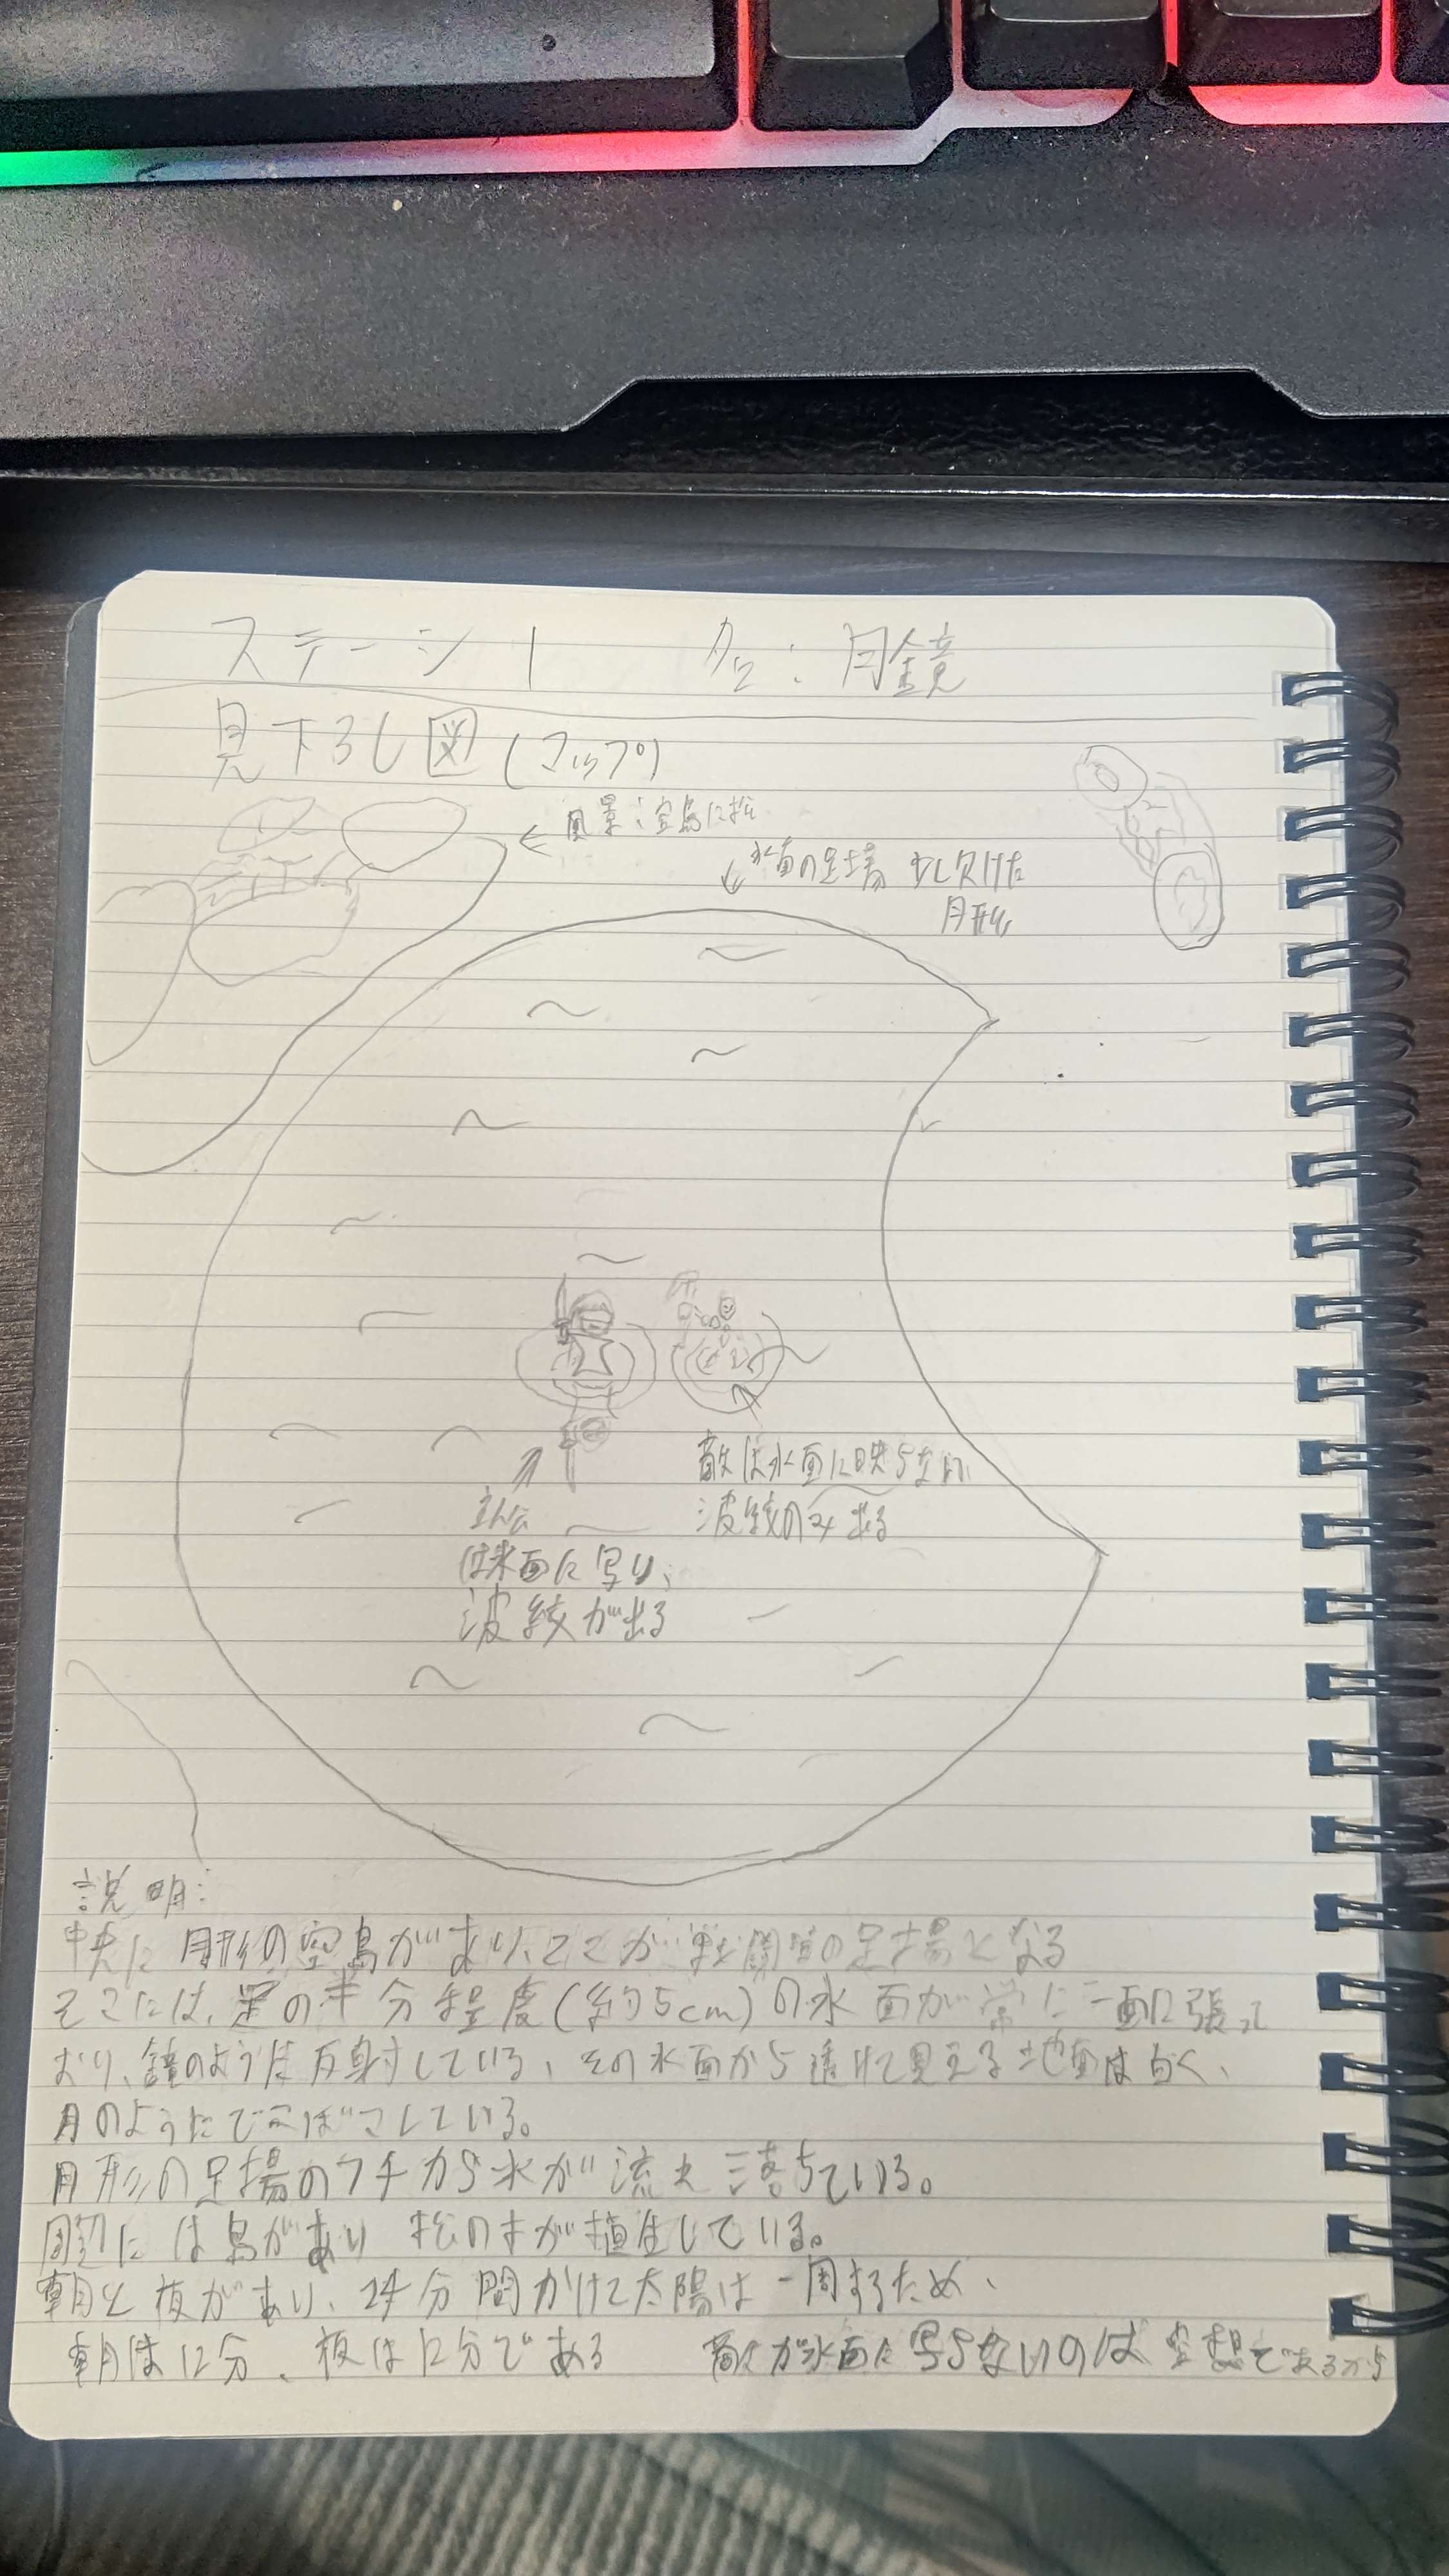 ステージ1 名：月鏡
見下ろし図(マップ)
← 風景：空島に松
水面の足場 少し欠けた
月形
敵は水面に映らない
波紋のみ出る
主人公
は水面に写り、
波紋が出る
説明：
中央に月形の空島があり、ここが戦闘時の足場となる
そこには、足の半分程度(約5cm)の水面が常に一面に張って
おり、鏡のように反射している、その水面から透けて見える地面は白く、
月のようにでこぼこしている。
月形の足場のフチから水が流れ落ちている。
周辺には島があり 松の木が植生している。
朝と夜があり、24分間かけて太陽は一周するため、
朝は12分、夜は12分である 敵が水面に写らないのは空想であるから